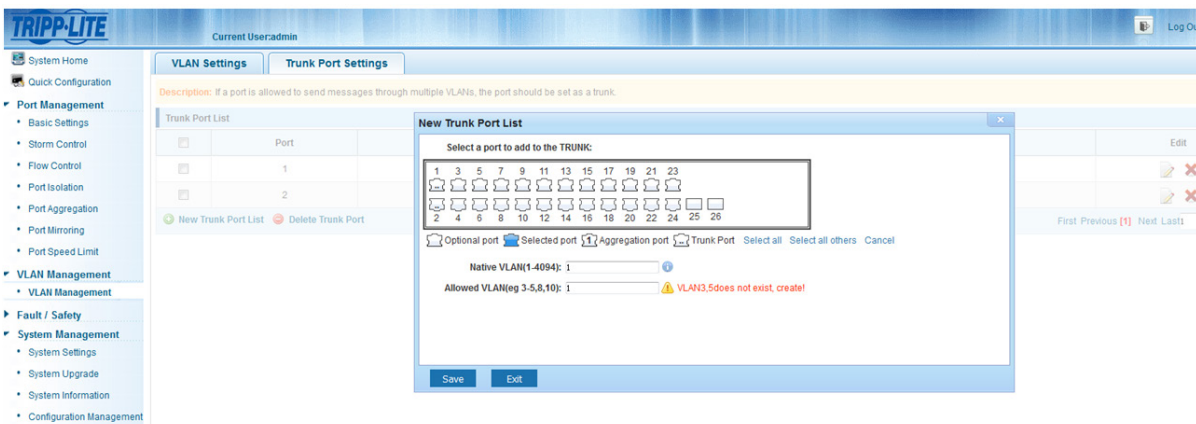 TRIPP·LITE
Current User:admin
Log Ou
System Home
Quick Configuration
Port Management
Basic Settings
Storm Control
Flow Control
Port Isolation
Port Aggregation
Port Mirroring
Port Speed Limit
VLAN Management
VLAN Management
Fault / Safety
System Management
System Settings
System Upgrade
System Information
Configuration Management
VLAN Settings
Trunk Port Settings
Description: If a port is allowed to send messages through multiple VLANs, the port should be set as a trunk.
Trunk Port List
Port
Edit
1
2
New Trunk Port List
Delete Trunk Port
First Previous [1] Next Last 1
New Trunk Port List
x
Select a port to add to the TRUNK:
1 3 5 7 9 11 13 15 17 19 21 23
2 4 6 8 10 12 14 16 18 20 22 24 25 26
Optional port Selected port 1 Aggregation port Trunk Port Select all Select all others Cancel
Native VLAN(1-4094): 1
Allowed VLAN(eg 3-5,8,10): 1 VLAN3,5does not exist, create!
Save Exit